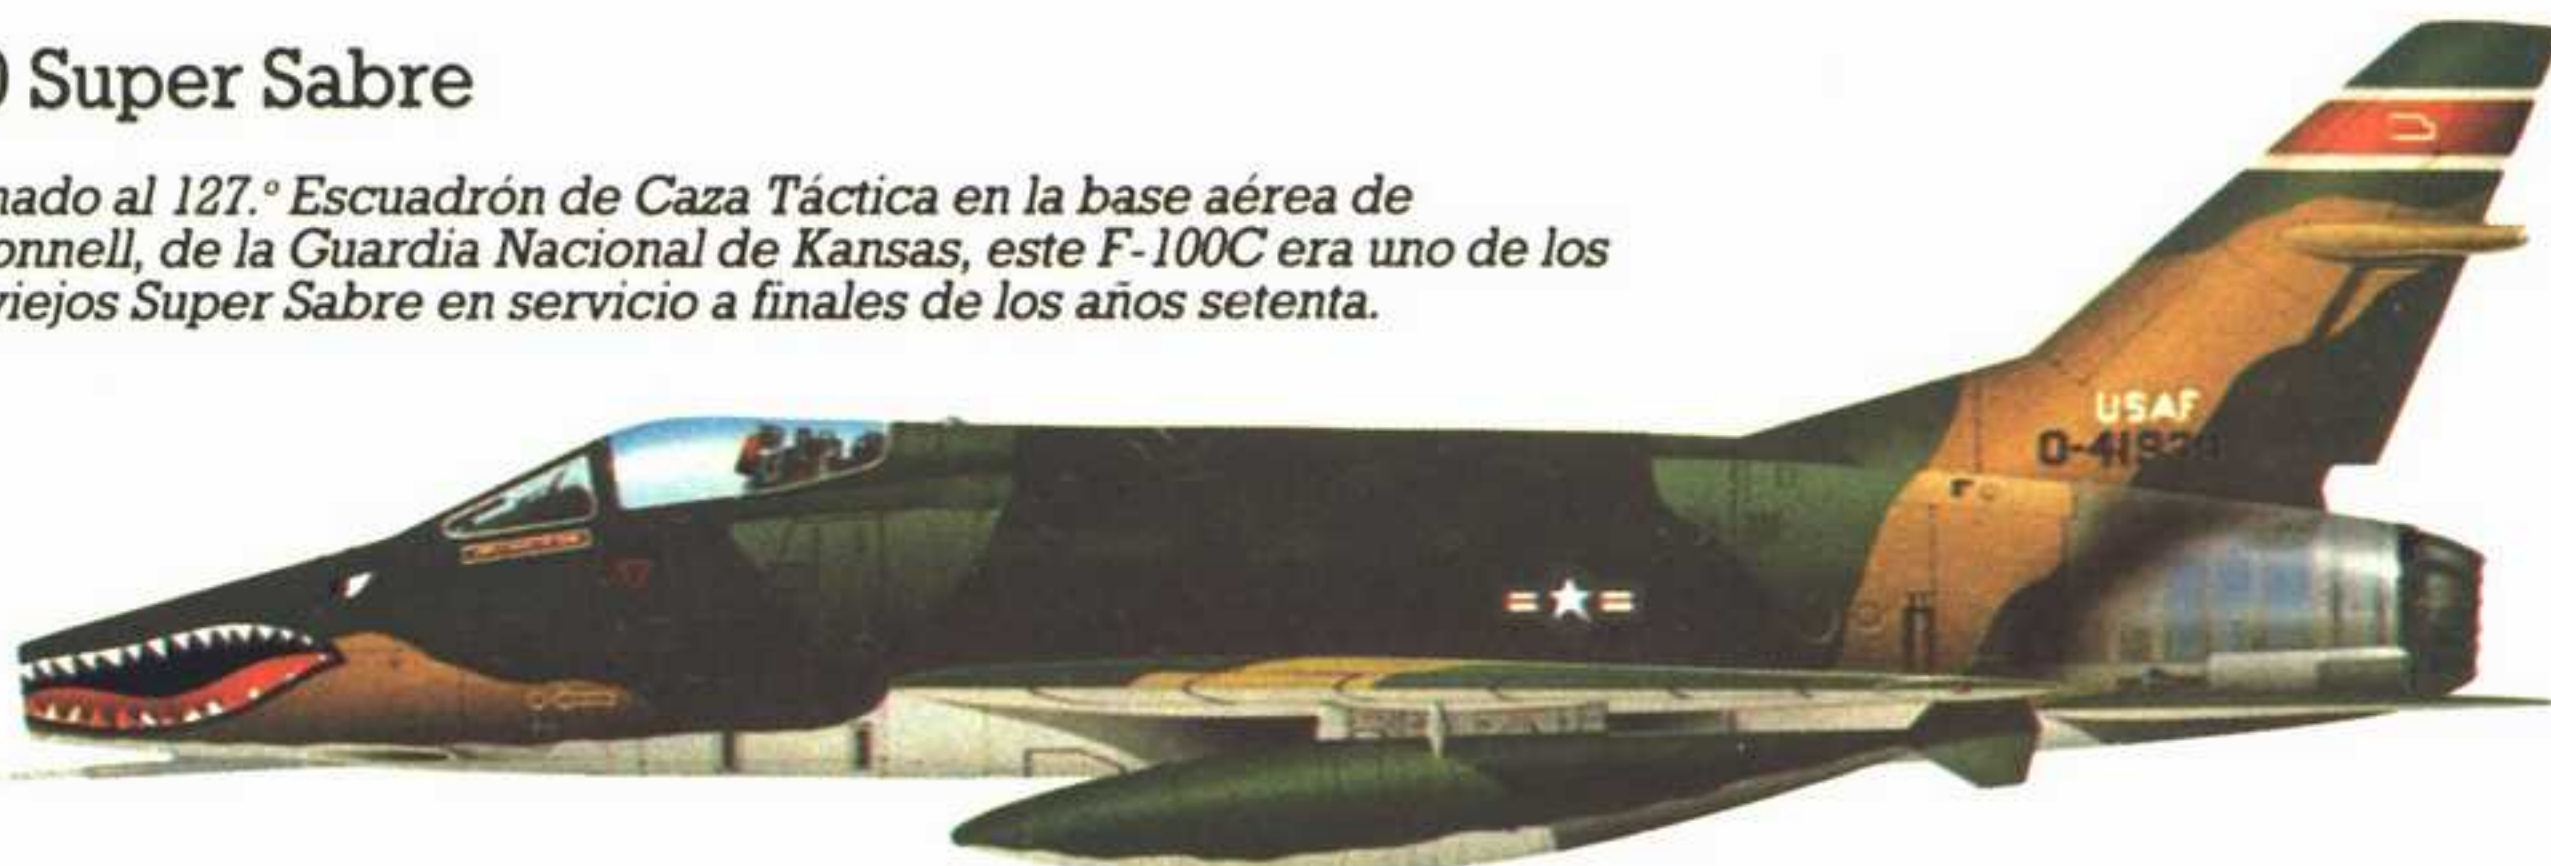 Super Sabre
nado al 127.º Escuadrón de Caza Táctica en la base aérea de
onnell, de la Guardia Nacional de Kansas, este F-100C era uno de los
viejos Super Sabre en servicio a finales de los años setenta.
USAF